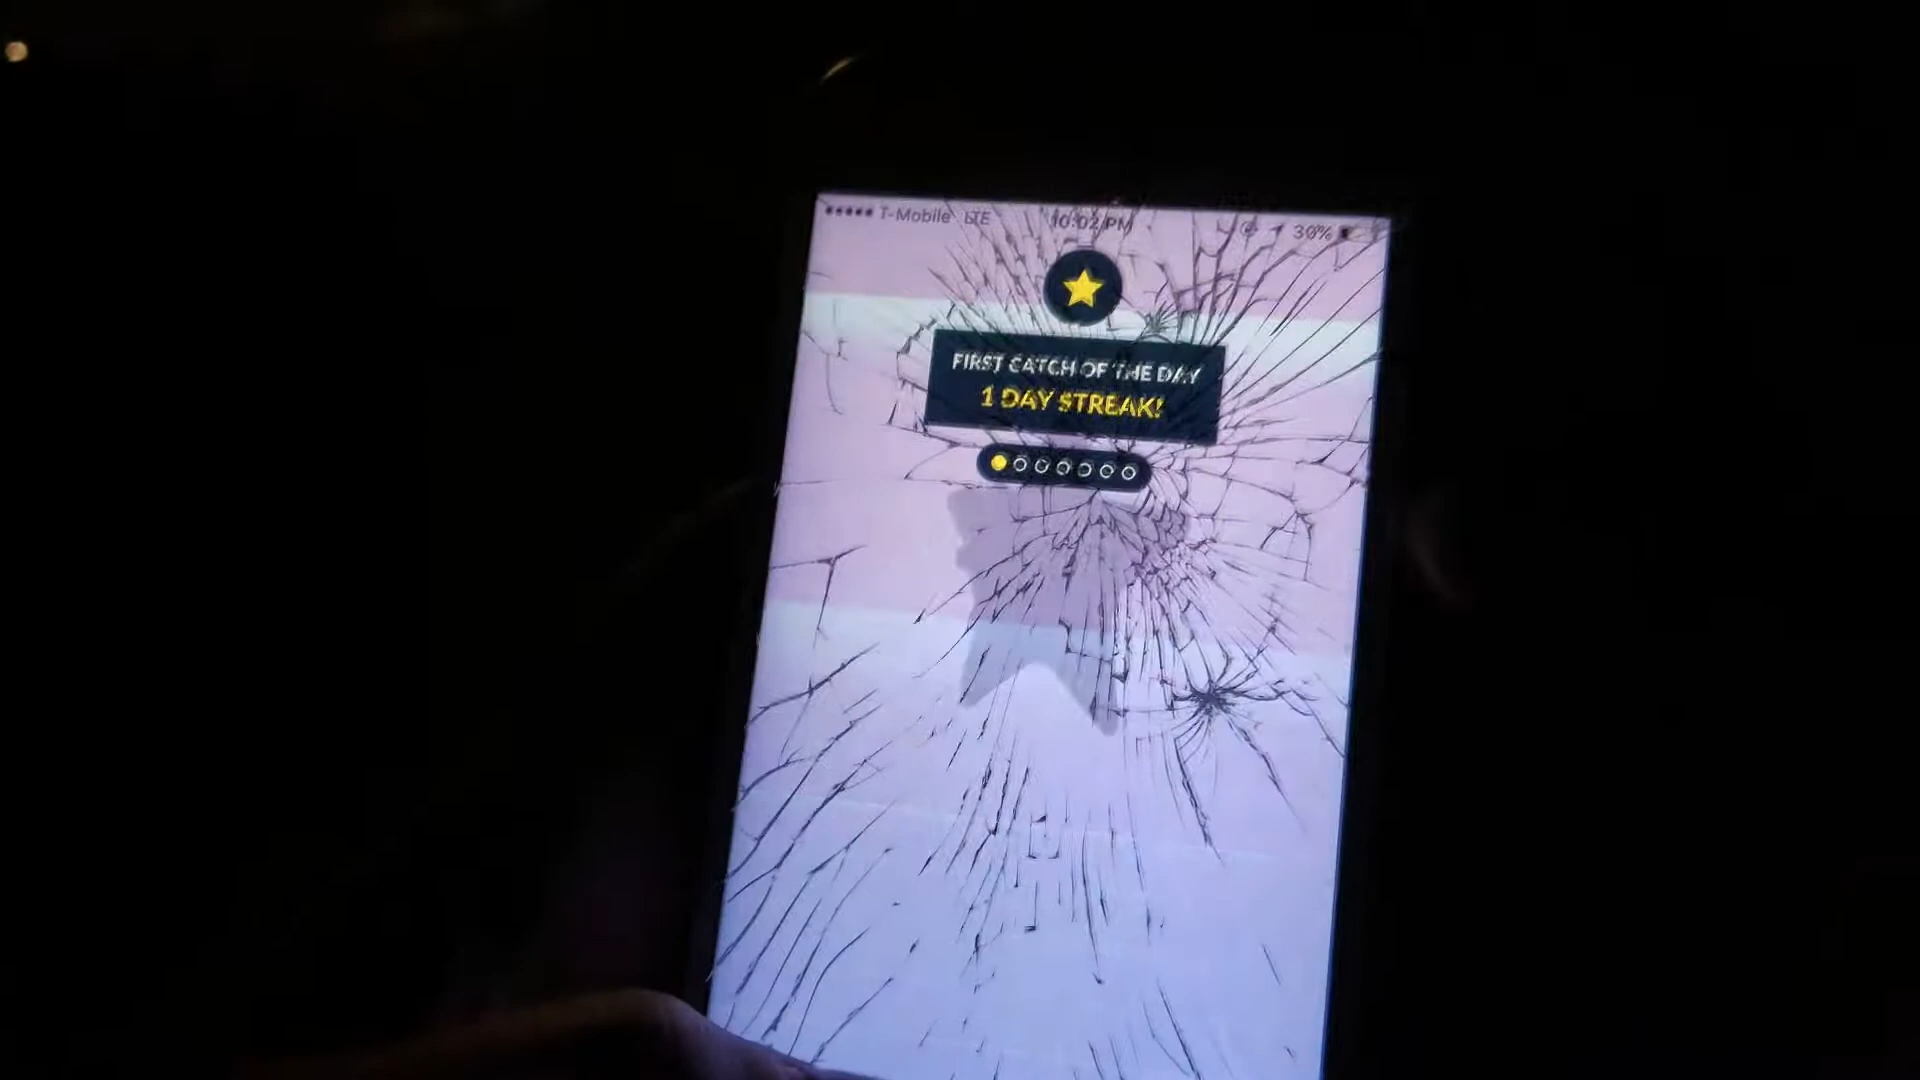 T-Mobile LTE 10:02 PM 30%
FIRST CATCH OF THE DAY
1 DAY STREAK!